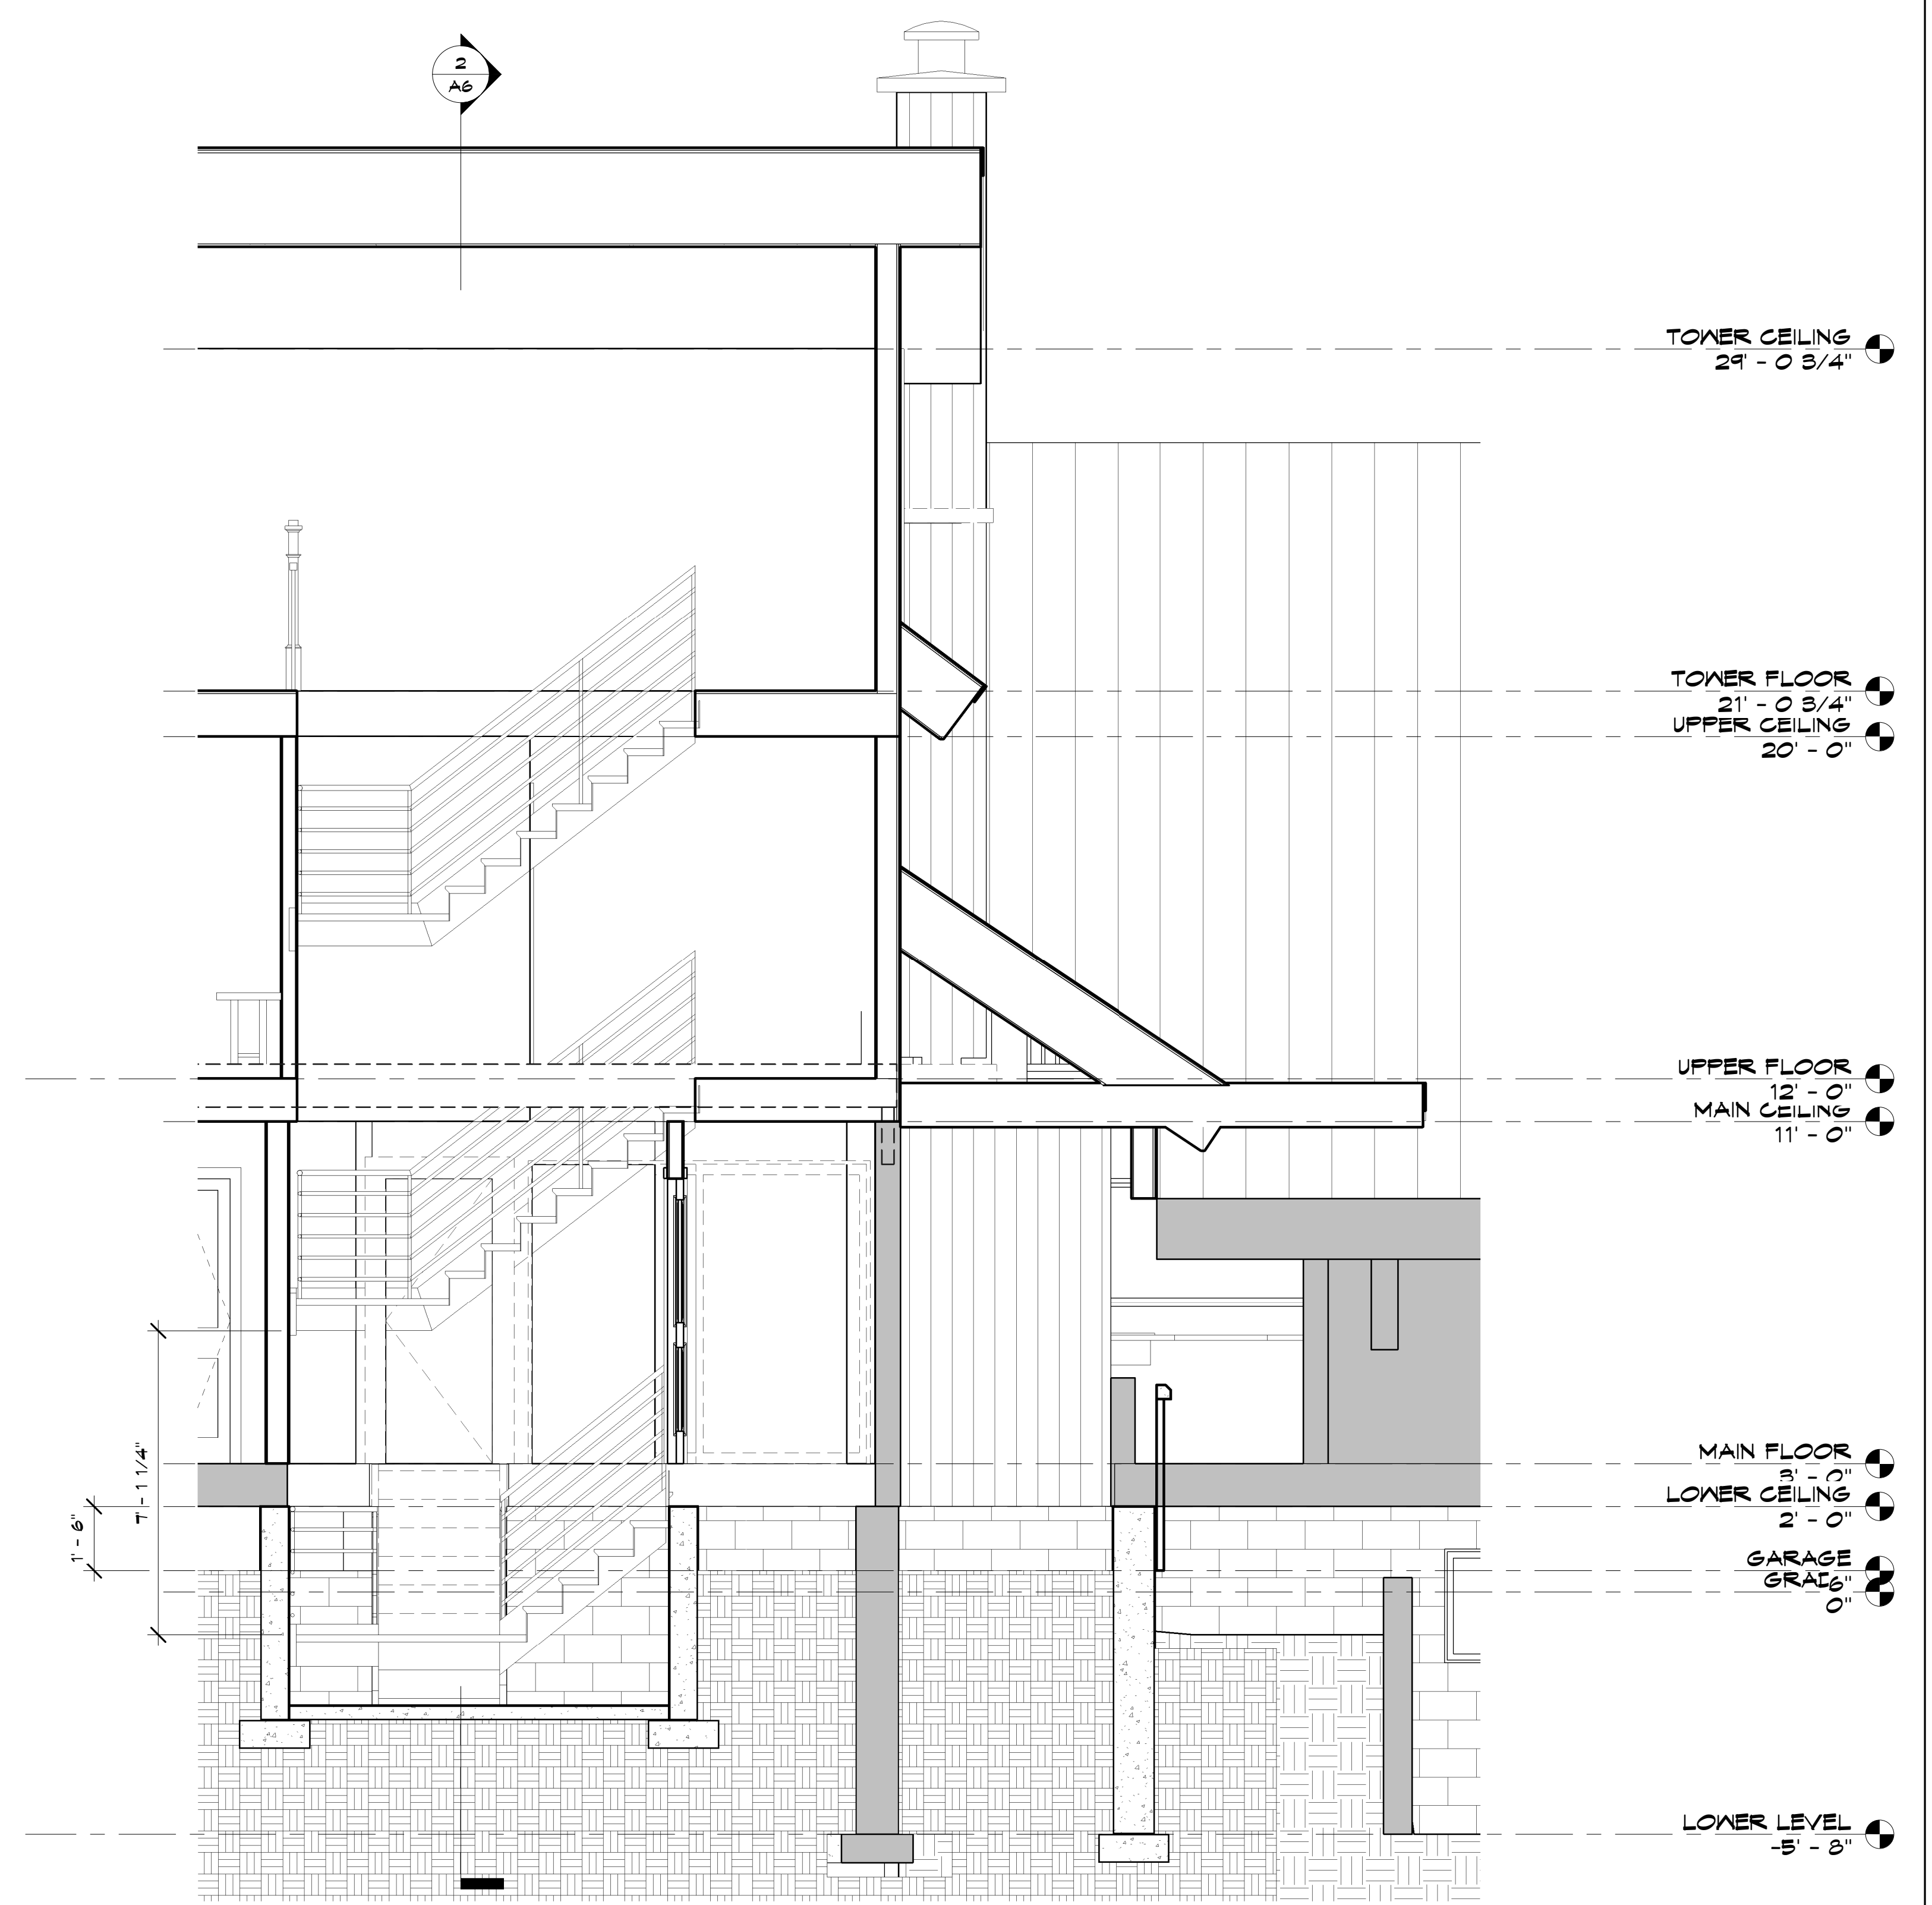 2
A6
TOWER CEILING
29' - 0 3/4"
TOWER FLOOR
21' - 0 3/4"
UPPER CEILING
20' - 0"
UPPER FLOOR
12' - 0"
MAIN CEILING
11' - 0"
MAIN FLOOR
3' - 0"
LOWER CEILING
2' - 0"
GARAGE
6"
0"
LOWER LEVEL
-5' - 8"
7' - 1 1/4"
1' - 6"